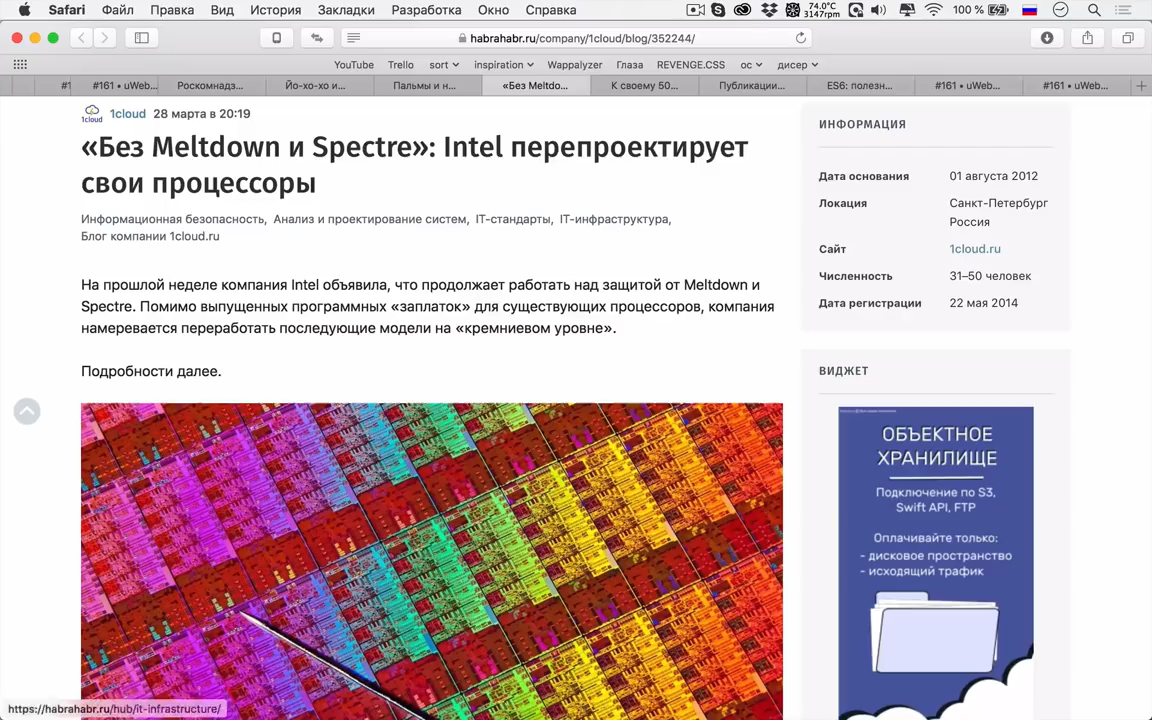 Safari Файл Правка Вид История Закладки Разработка Окно Справка
74.0°C
3147rpm
100 %
habrahabr.ru/company/1cloud/blog/352244/
YouTube Trello sort inspiration Wappalyzer Глаза REVENGE.CSS ос дисер
#1 #161 • uWeb... Роскомнадз... Йо-хо-хо и... Пальмы и н... «Без Meltdo... К своему 50... Публикации... ES6: полезн... #161 • uWeb... #161 • uWeb...
1cloud 1cloud 28 марта в 20:19
«Без Meltdown и Spectre»: Intel перепроектирует
свои процессоры
Информационная безопасность, Анализ и проектирование систем, IT-стандарты, IT-инфраструктура,
Блог компании 1cloud.ru
На прошлой неделе компания Intel объявила, что продолжает работать над защитой от Meltdown и
Spectre. Помимо выпущенных программных «заплаток» для существующих процессоров, компания
намеревается переработать последующие модели на «кремниевом уровне».
Подробности далее.
ИНФОРМАЦИЯ
Дата основания 01 августа 2012
Локация Санкт-Петербург
Россия
Сайт 1cloud.ru
Численность 31–50 человек
Дата регистрации 22 мая 2014
ВИДЖЕТ
ОБЪЕКТНОЕ
ХРАНИЛИЩЕ
Подключение по S3,
Swift API, FTP
Оплачивайте только:
- дисковое пространство
- исходящий трафик
https://habrahabr.ru/hub/it-infrastructure/